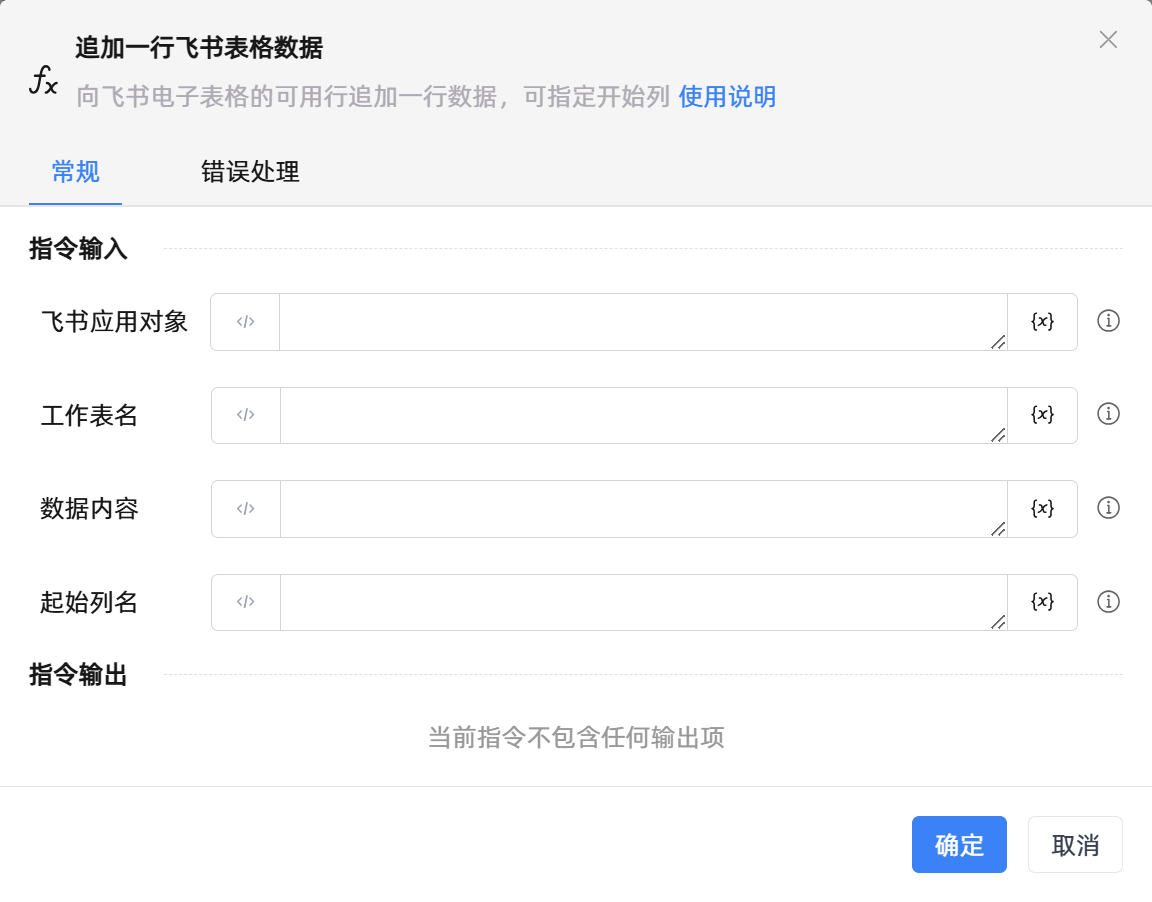 追加一行飞书表格数据
fx
向飞书电子表格的可用行追加一行数据，可指定开始列 使用说明
常规 错误处理
指令输入
飞书应用对象 </> {x}
工作表名 </> {x}
数据内容 </> {x}
起始列名 </> {x}
指令输出
当前指令不包含任何输出项
确定 取消